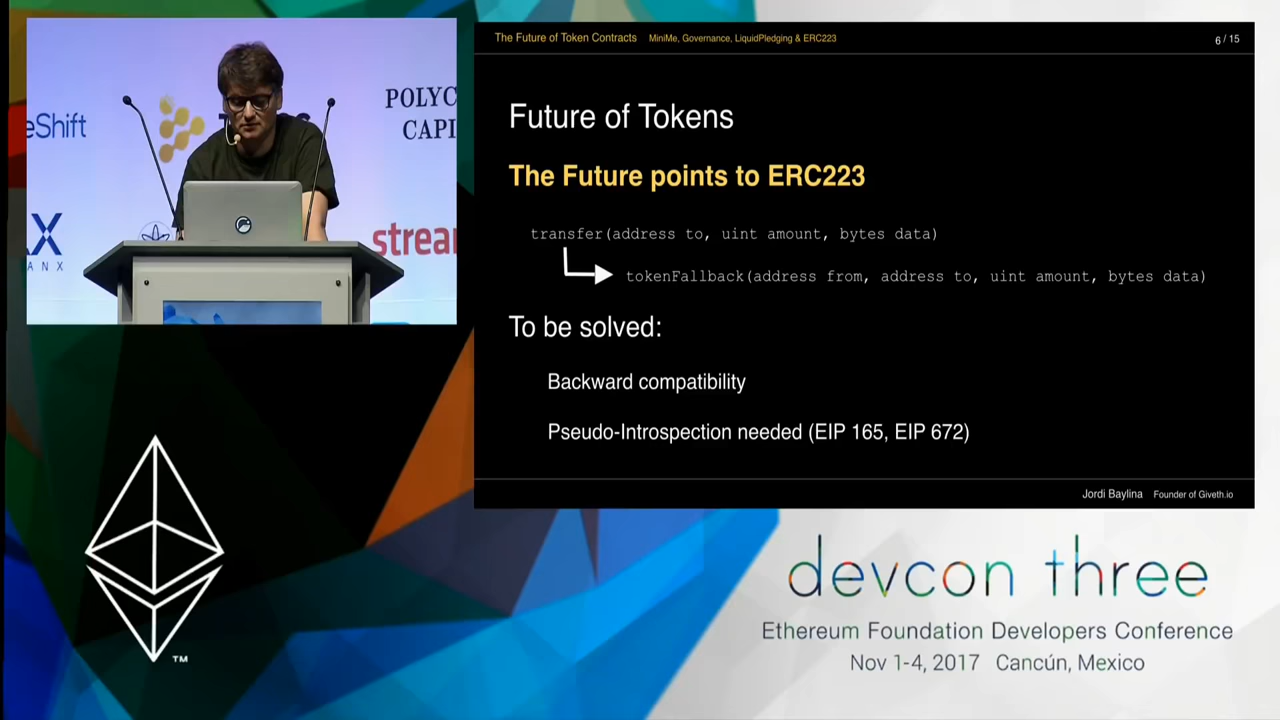 eShift
POLYC
CAPI
X
ANX
strea
The Future of Token Contracts MiniMe, Governance, LiquidPledging & ERC223
6 / 15
Future of Tokens
The Future points to ERC223
transfer(address to, uint amount, bytes data)
tokenFallback(address from, address to, uint amount, bytes data)
To be solved:
Backward compatibility
Pseudo-Introspection needed (EIP 165, EIP 672)
Jordi Baylina Founder of Giveth.io
TM
devcon three
Ethereum Foundation Developers Conference
Nov 1-4, 2017 Cancún, Mexico